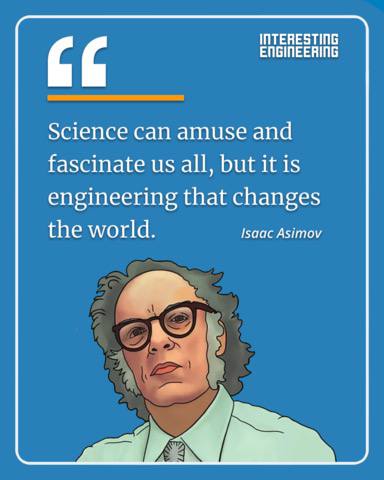 INTERESTING
ENGINEERING
Science can amuse and
fascinate us all, but it is
engineering that changes
the world.
Isaac Asimov